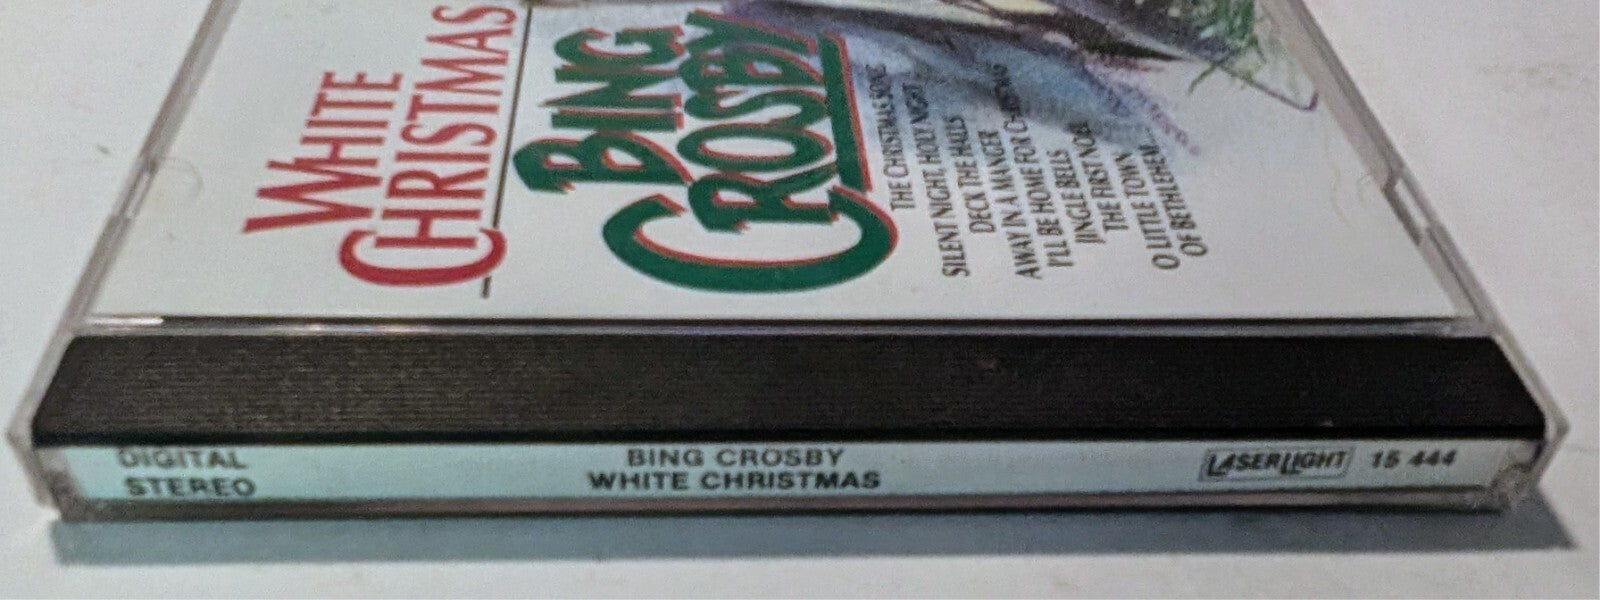 WHITE
CHRISTMAS
BING
CROSBY
THE CHRISTMAS SONG
SILENT NIGHT, HOLY NIGHT
DECK THE HALLS
AWAY IN A MANGER
I'LL BE HOME FOR CHRISTMAS
JINGLE BELLS
THE FIRST NOEL
O LITTLE TOWN
OF BETHLEHEM...
DIGITAL
STEREO
BING CROSBY
WHITE CHRISTMAS
LASERLIGHT 15 444